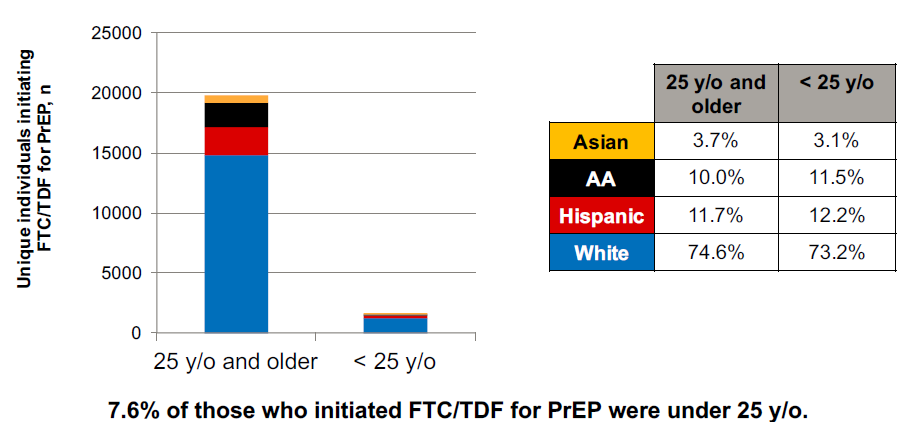 Unique individuals initiating
FTC/TDF for PrEP, n
25000
20000
15000
10000
5000
0
25 y/o and older
< 25 y/o
25 y/o and
older
< 25 y/o
Asian 3.7% 3.1%
AA 10.0% 11.5%
Hispanic 11.7% 12.2%
White 74.6% 73.2%
7.6% of those who initiated FTC/TDF for PrEP were under 25 y/o.